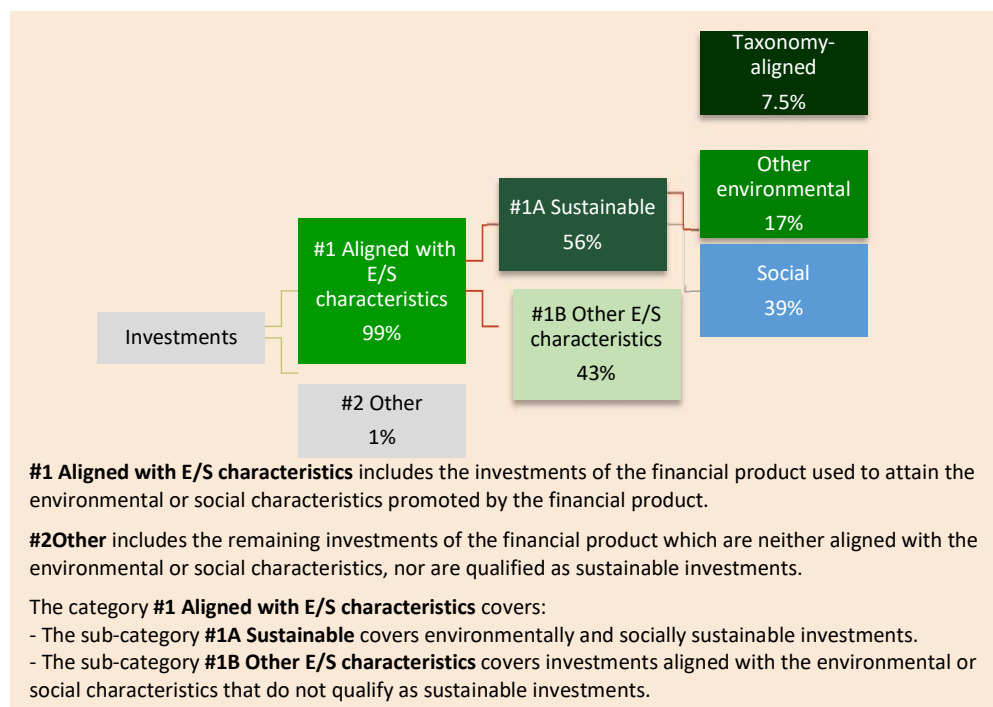 Taxonomy-
aligned
7.5%
Other
environmental
17%
#1A Sustainable
56%
#1 Aligned with
E/S
characteristics
99%
Social
39%
#1B Other E/S
characteristics
43%
Investments
#2 Other
1%
#1 Aligned with E/S characteristics includes the investments of the financial product used to attain the
environmental or social characteristics promoted by the financial product.
#2Other includes the remaining investments of the financial product which are neither aligned with the
environmental or social characteristics, nor are qualified as sustainable investments.
The category #1 Aligned with E/S characteristics covers:
- The sub-category #1A Sustainable covers environmentally and socially sustainable investments.
- The sub-category #1B Other E/S characteristics covers investments aligned with the environmental or
social characteristics that do not qualify as sustainable investments.